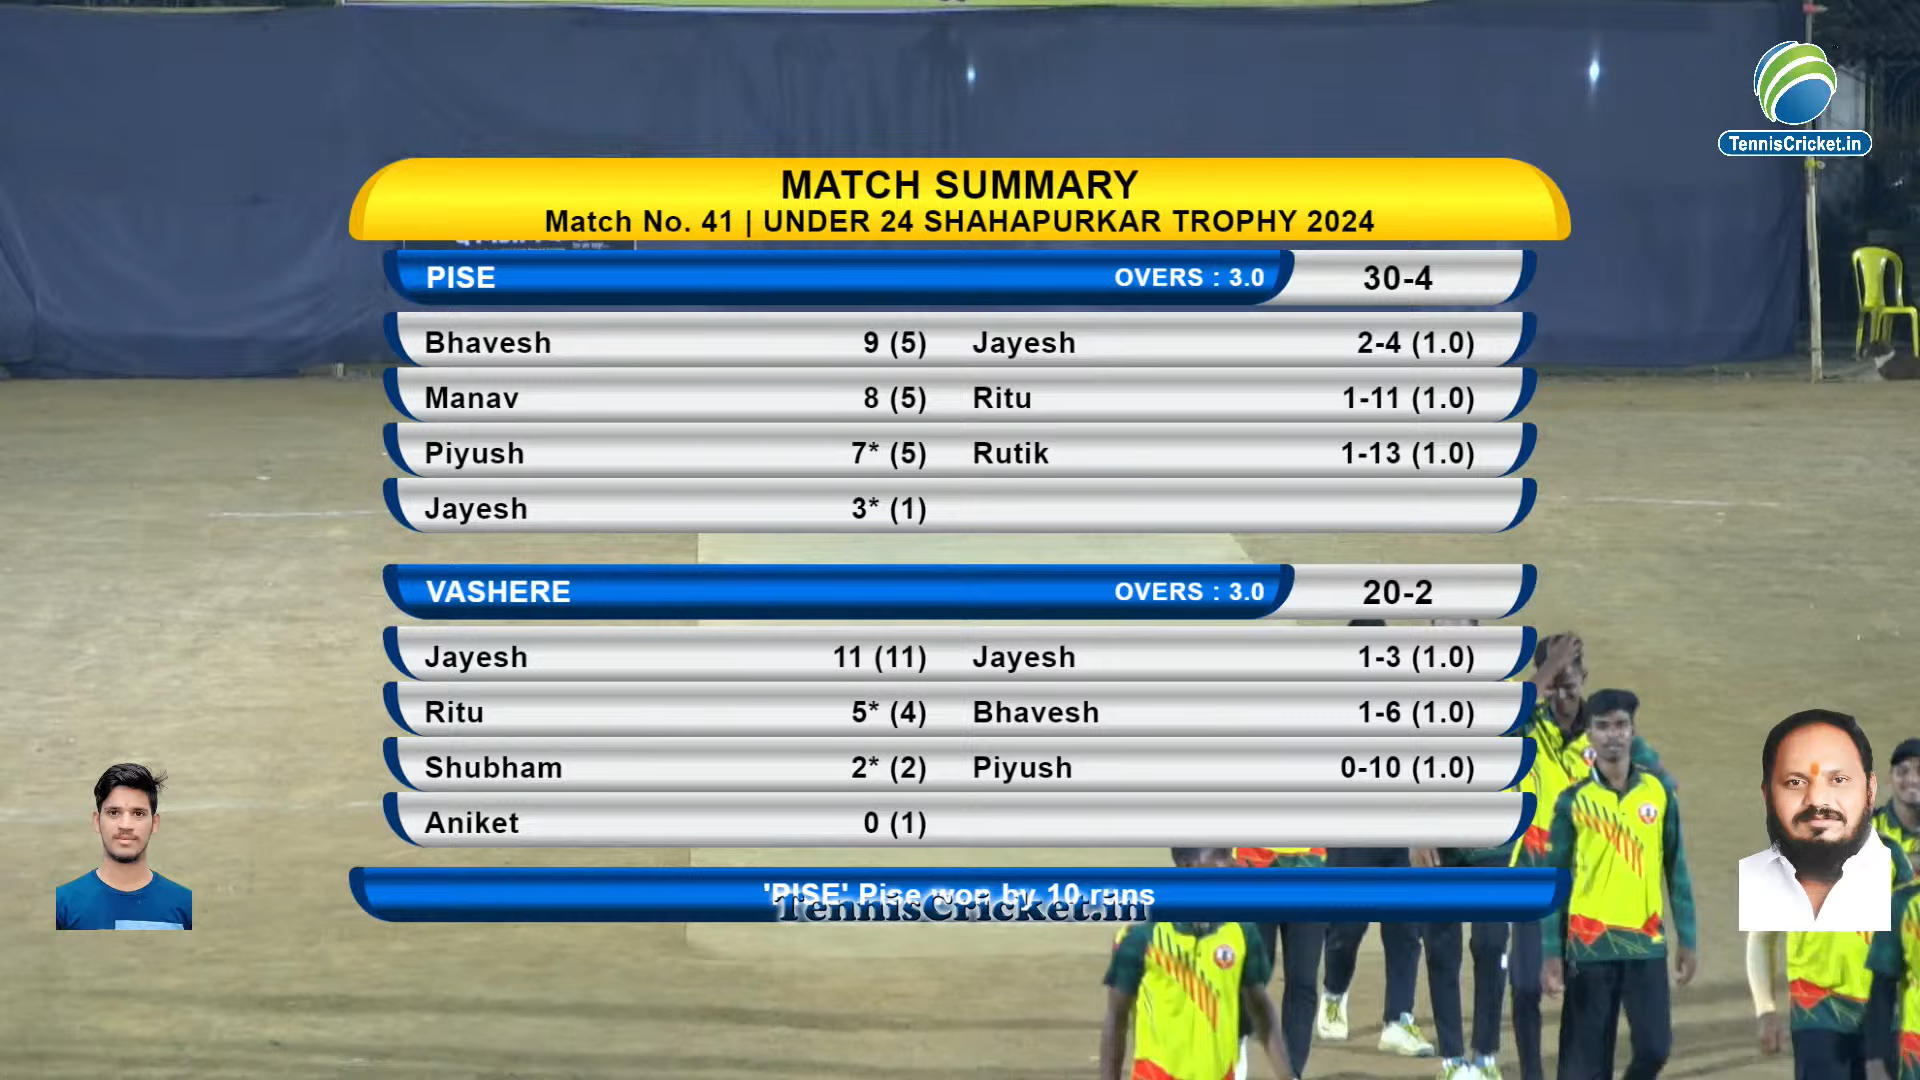 TennisCricket.in
MATCH SUMMARY
Match No. 41 | UNDER 24 SHAHAPURKAR TROPHY 2024
PISE OVERS : 3.0 30-4
Bhavesh 9 (5) Jayesh 2-4 (1.0)
Manav 8 (5) Ritu 1-11 (1.0)
Piyush 7* (5) Rutik 1-13 (1.0)
Jayesh 3* (1)
VASHERE OVERS : 3.0 20-2
Jayesh 11 (11) Jayesh 1-3 (1.0)
Ritu 5* (4) Bhavesh 1-6 (1.0)
Shubham 2* (2) Piyush 0-10 (1.0)
Aniket 0 (1)
'PISE' Pise won by 10 runs
TennisCricket.in